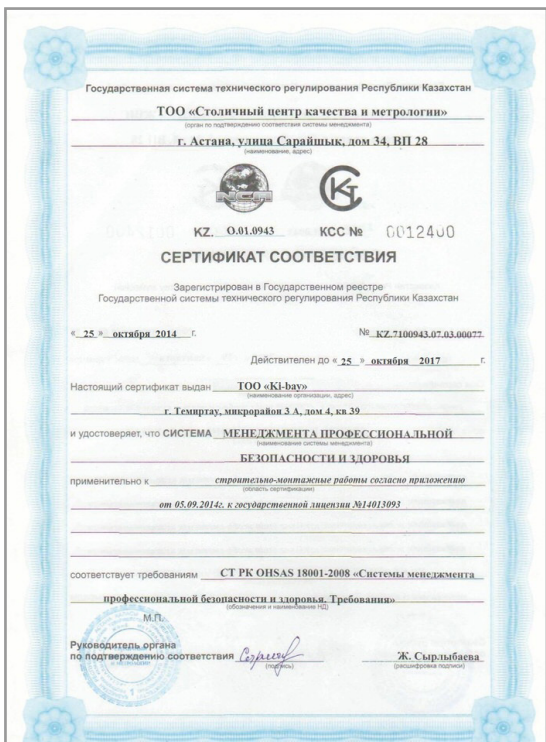 Государственная система технического регулирования Республики Казахстан
ТОО «Столичный центр качества и метрологии»
(орган по подтверждению соответствия системы менеджмента)
г. Астана, улица Сарайшык, дом 34, ВП 28
(наименование, адрес)
KZ. О.01.0943 КСС № 0012400
СЕРТИФИКАТ СООТВЕТСТВИЯ
Зарегистрирован в Государственном реестре
Государственной системы технического регулирования Республики Казахстан
« 25 » октября 2014 г. № KZ.7100943.07.03.00077
Действителен до « 25 » октября 2017 г.
Настоящий сертификат выдан ТОО «Ki-bay»
(наименование организации, адрес)
г. Темиртау, микрорайон 3 А, дом 4, кв 39
и удостоверяет, что СИСТЕМА МЕНЕДЖМЕНТА ПРОФЕССИОНАЛЬНОЙ
(наименование системы менеджмента)
БЕЗОПАСНОСТИ И ЗДОРОВЬЯ
применительно к строительно-монтажные работы согласно приложению
(область сертификации)
от 05.09.2014г. к государственной лицензии №14013093
соответствует требованиям СТ РК OHSAS 18001-2008 «Системы менеджмента
профессиональной безопасности и здоровья. Требования»
(обозначения и наименование НД)
М.П.
Руководитель органа
по подтверждению соответствия Ж. Сырлыбаева
(подпись) (расшифровка подписи)